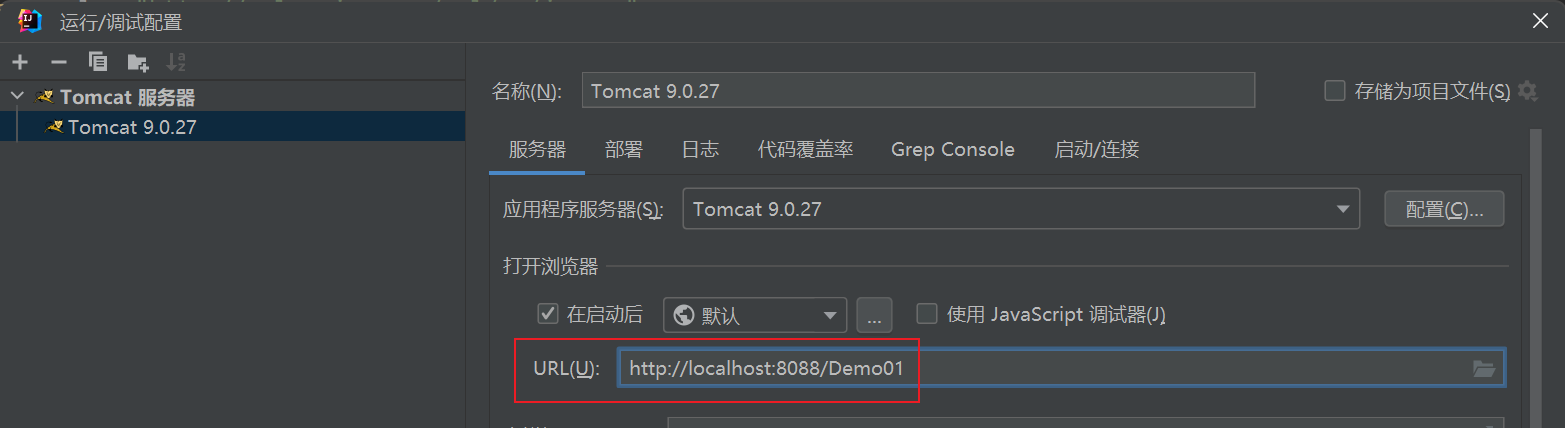 运行/调试配置
Tomcat 服务器
Tomcat 9.0.27
名称(N): Tomcat 9.0.27 存储为项目文件(S)
服务器 部署 日志 代码覆盖率 Grep Console 启动/连接
应用程序服务器(S): Tomcat 9.0.27 配置(C)...
打开浏览器
在启动后 默认 ... 使用 JavaScript 调试器(J)
URL(U): http://localhost:8088/Demo01